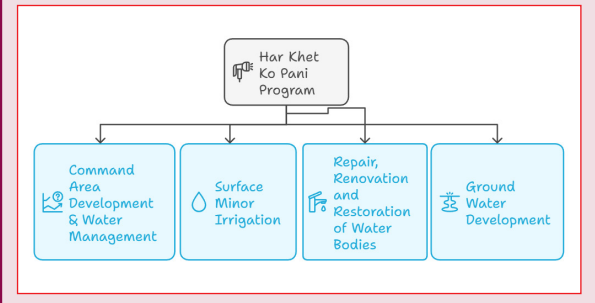 Har Khet
Ko Pani
Program
Command
Area
Development
& Water
Management
Surface
Minor
Irrigation
Repair,
Renovation
and
Restoration
of Water
Bodies
Ground
Water
Development